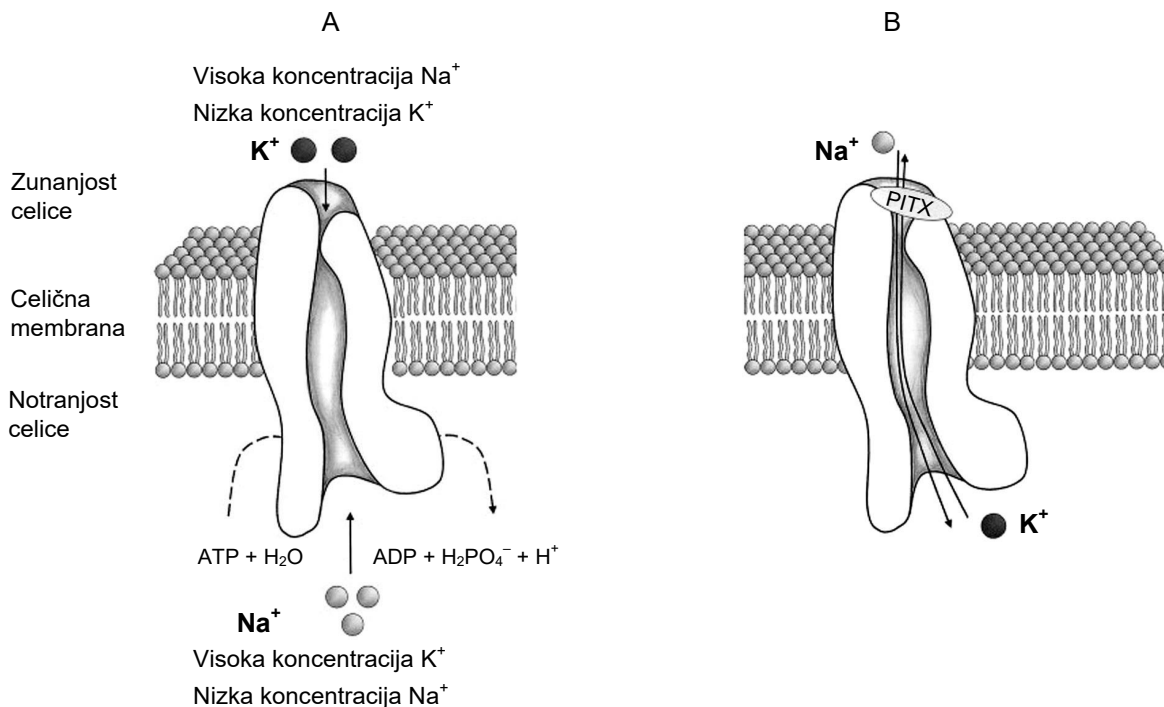 A
Visoka koncentracija Na⁺
Nizka koncentracija K⁺
K⁺
Zunanjost
celice
Celična
membrana
Notranjost
celice
ATP + H₂O
ADP + H₂PO₄⁻ + H⁺
Na⁺
Visoka koncentracija K⁺
Nizka koncentracija Na⁺
B
Na⁺
PITX
K⁺